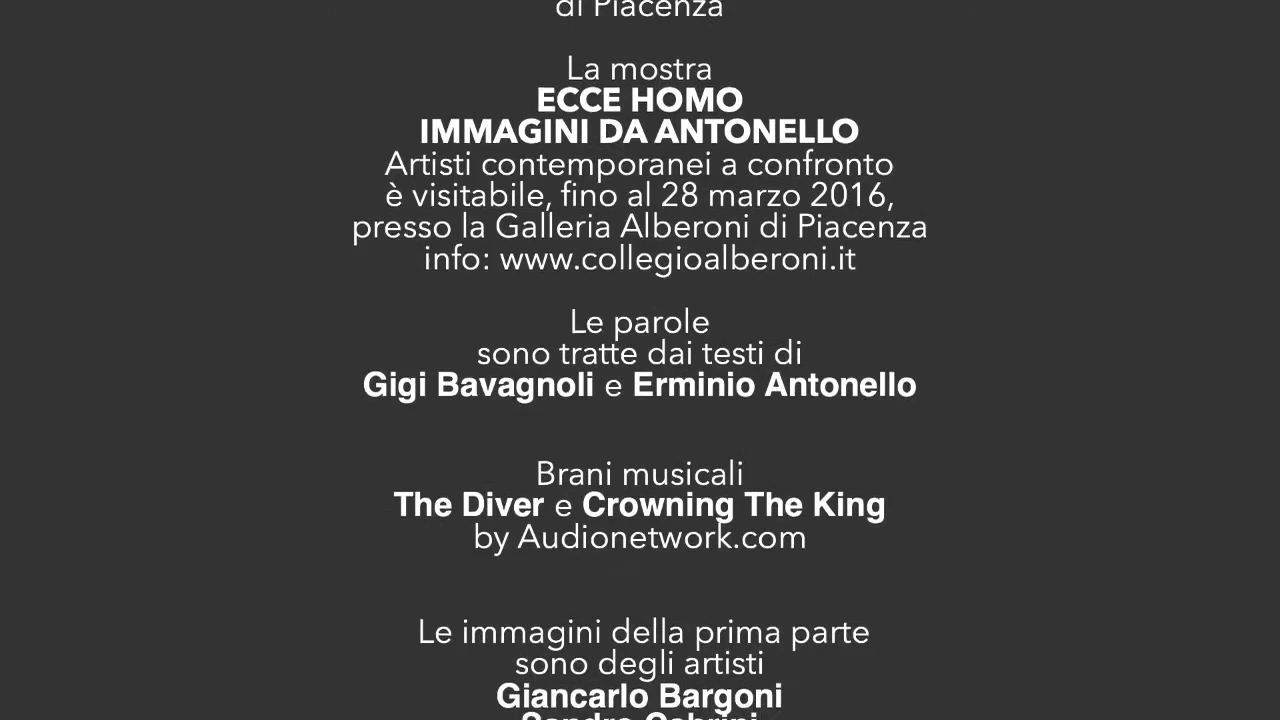 di Piacenza
La mostra
ECCE HOMO
IMMAGINI DA ANTONELLO
Artisti contemporanei a confronto
è visitabile, fino al 28 marzo 2016,
presso la Galleria Alberoni di Piacenza
info: www.collegioalberoni.it
Le parole
sono tratte dai testi di
Gigi Bavagnoli e Erminio Antonello
Brani musicali
The Diver e Crowning The King
by Audionetwork.com
Le immagini della prima parte
sono degli artisti
Giancarlo Bargoni